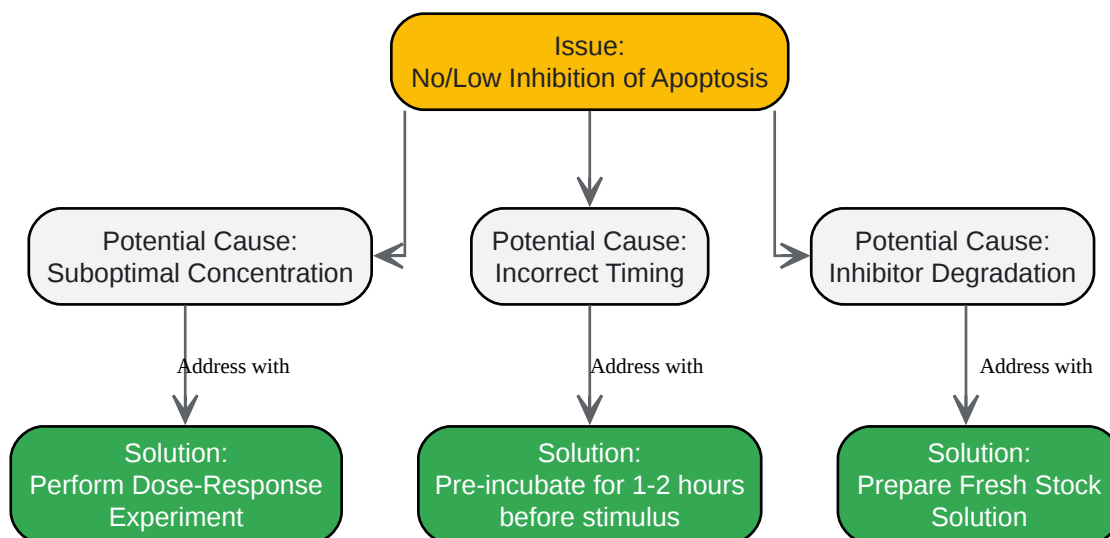 Issue:
No/Low Inhibition of Apoptosis
Potential Cause:
Suboptimal Concentration
Potential Cause:
Incorrect Timing
Potential Cause:
Inhibitor Degradation
Address with
Address with
Address with
Solution:
Perform Dose-Response
Experiment
Solution:
Pre-incubate for 1-2 hours
before stimulus
Solution:
Prepare Fresh Stock
Solution